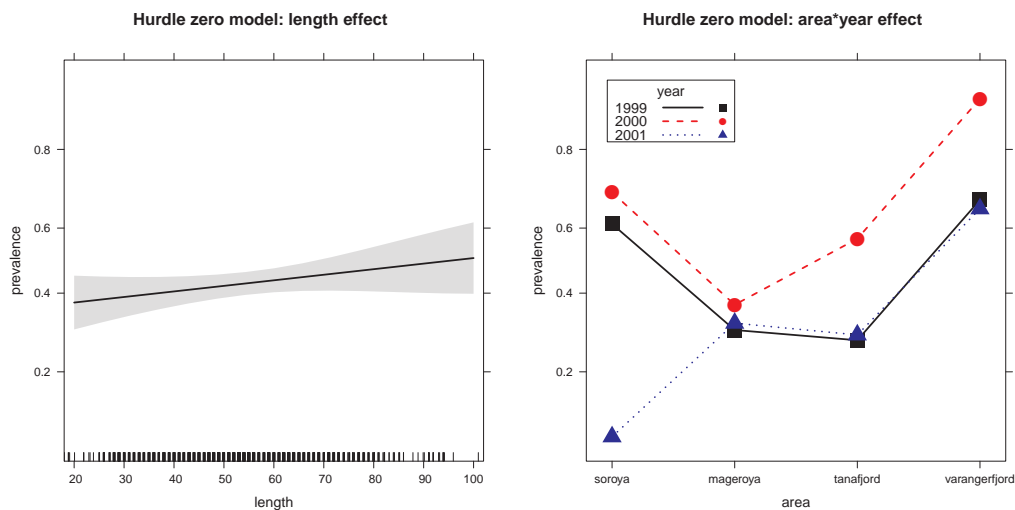 Hurdle zero model: length effect
0.8
0.6
0.4
0.2
prevalence
20 30 40 50 60 70 80 90 100
length
Hurdle zero model: area*year effect
year
1999
2000
2001
0.8
0.6
0.4
0.2
prevalence
soroya mageroya tanafjord varangerfjord
area